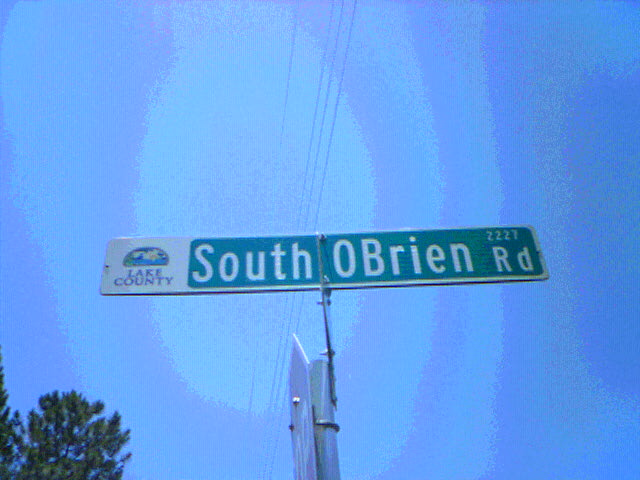 LAKE
COUNTY
South OBrien Rd
2227